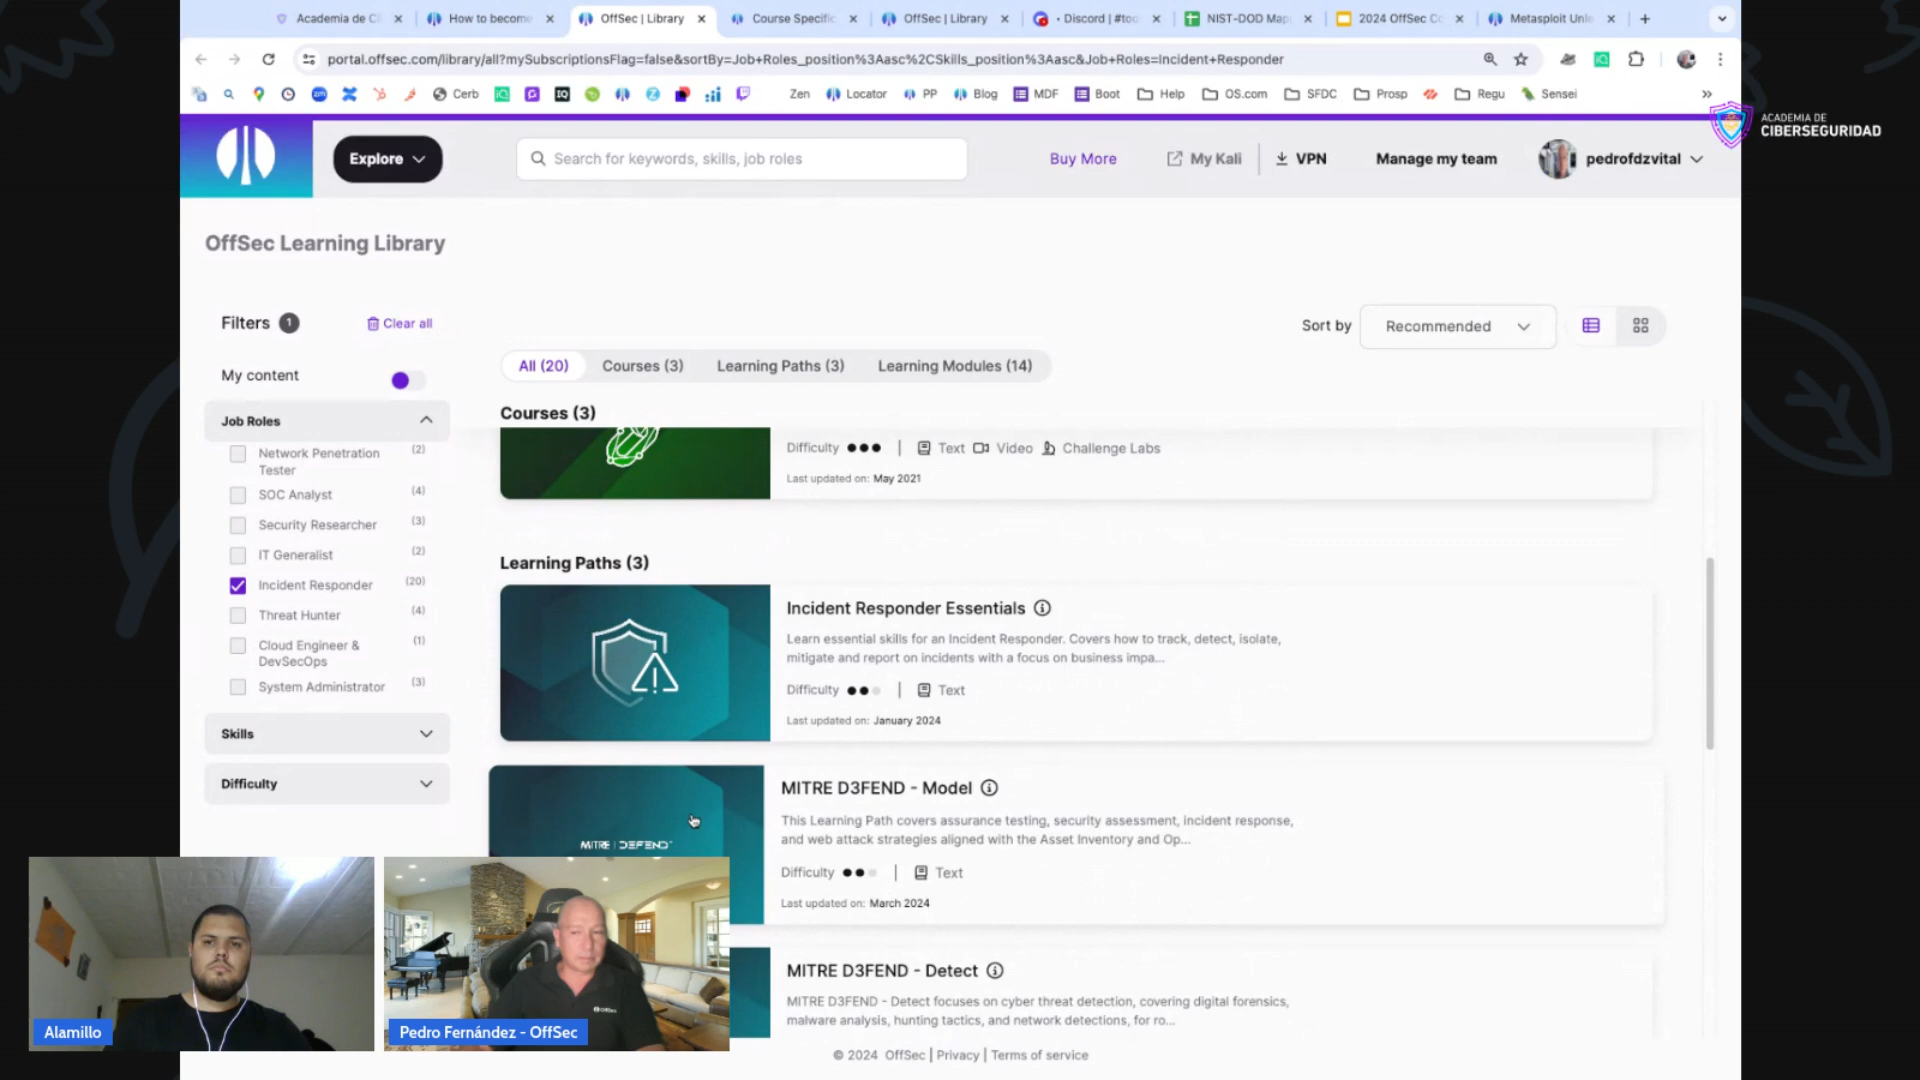 Academia de C
How to become
OffSec | Library
Course Specific
OffSec | Library
• Discord | #too
NIST-DOD Map
2024 OffSec Co
Metasploit Unle
portal.offsec.com/library/all?mySubscriptionsFlag=false&sortBy=Job+Roles_position%3Aasc%2CSkills_position%3Aasc&Job+Roles=Incident+Responder
Cerb
Zen
Locator
PP
Blog
MDF
Boot
Help
OS.com
SFDC
Prosp
Regu
Sensei
ACADEMIA DE
CIBERSEGURIDAD
Explore
Search for keywords, skills, job roles
Buy More
My Kali
VPN
Manage my team
pedrofdzvital
OffSec Learning Library
Filters 1
Clear all
Sort by
Recommended
My content
All (20)
Courses (3)
Learning Paths (3)
Learning Modules (14)
Job Roles
Network Penetration
Tester
(2)
SOC Analyst (4)
Security Researcher (3)
IT Generalist (2)
Incident Responder (20)
Threat Hunter (4)
Cloud Engineer &
DevSecOps
(1)
System Administrator (3)
Skills
Difficulty
Courses (3)
Difficulty | Text Video Challenge Labs
Last updated on: May 2021
Learning Paths (3)
Incident Responder Essentials
Learn essential skills for an Incident Responder. Covers how to track, detect, isolate,
mitigate and report on incidents with a focus on business impa...
Difficulty | Text
Last updated on: January 2024
MITRE | D3FEND™
MITRE D3FEND - Model
This Learning Path covers assurance testing, security assessment, incident response,
and web attack strategies aligned with the Asset Inventory and Op...
Difficulty | Text
Last updated on: March 2024
MITRE D3FEND - Detect
MITRE D3FEND - Detect focuses on cyber threat detection, covering digital forensics,
malware analysis, hunting tactics, and network detections, for ro...
© 2024 OffSec | Privacy | Terms of service
Alamillo
Pedro Fernández - OffSec